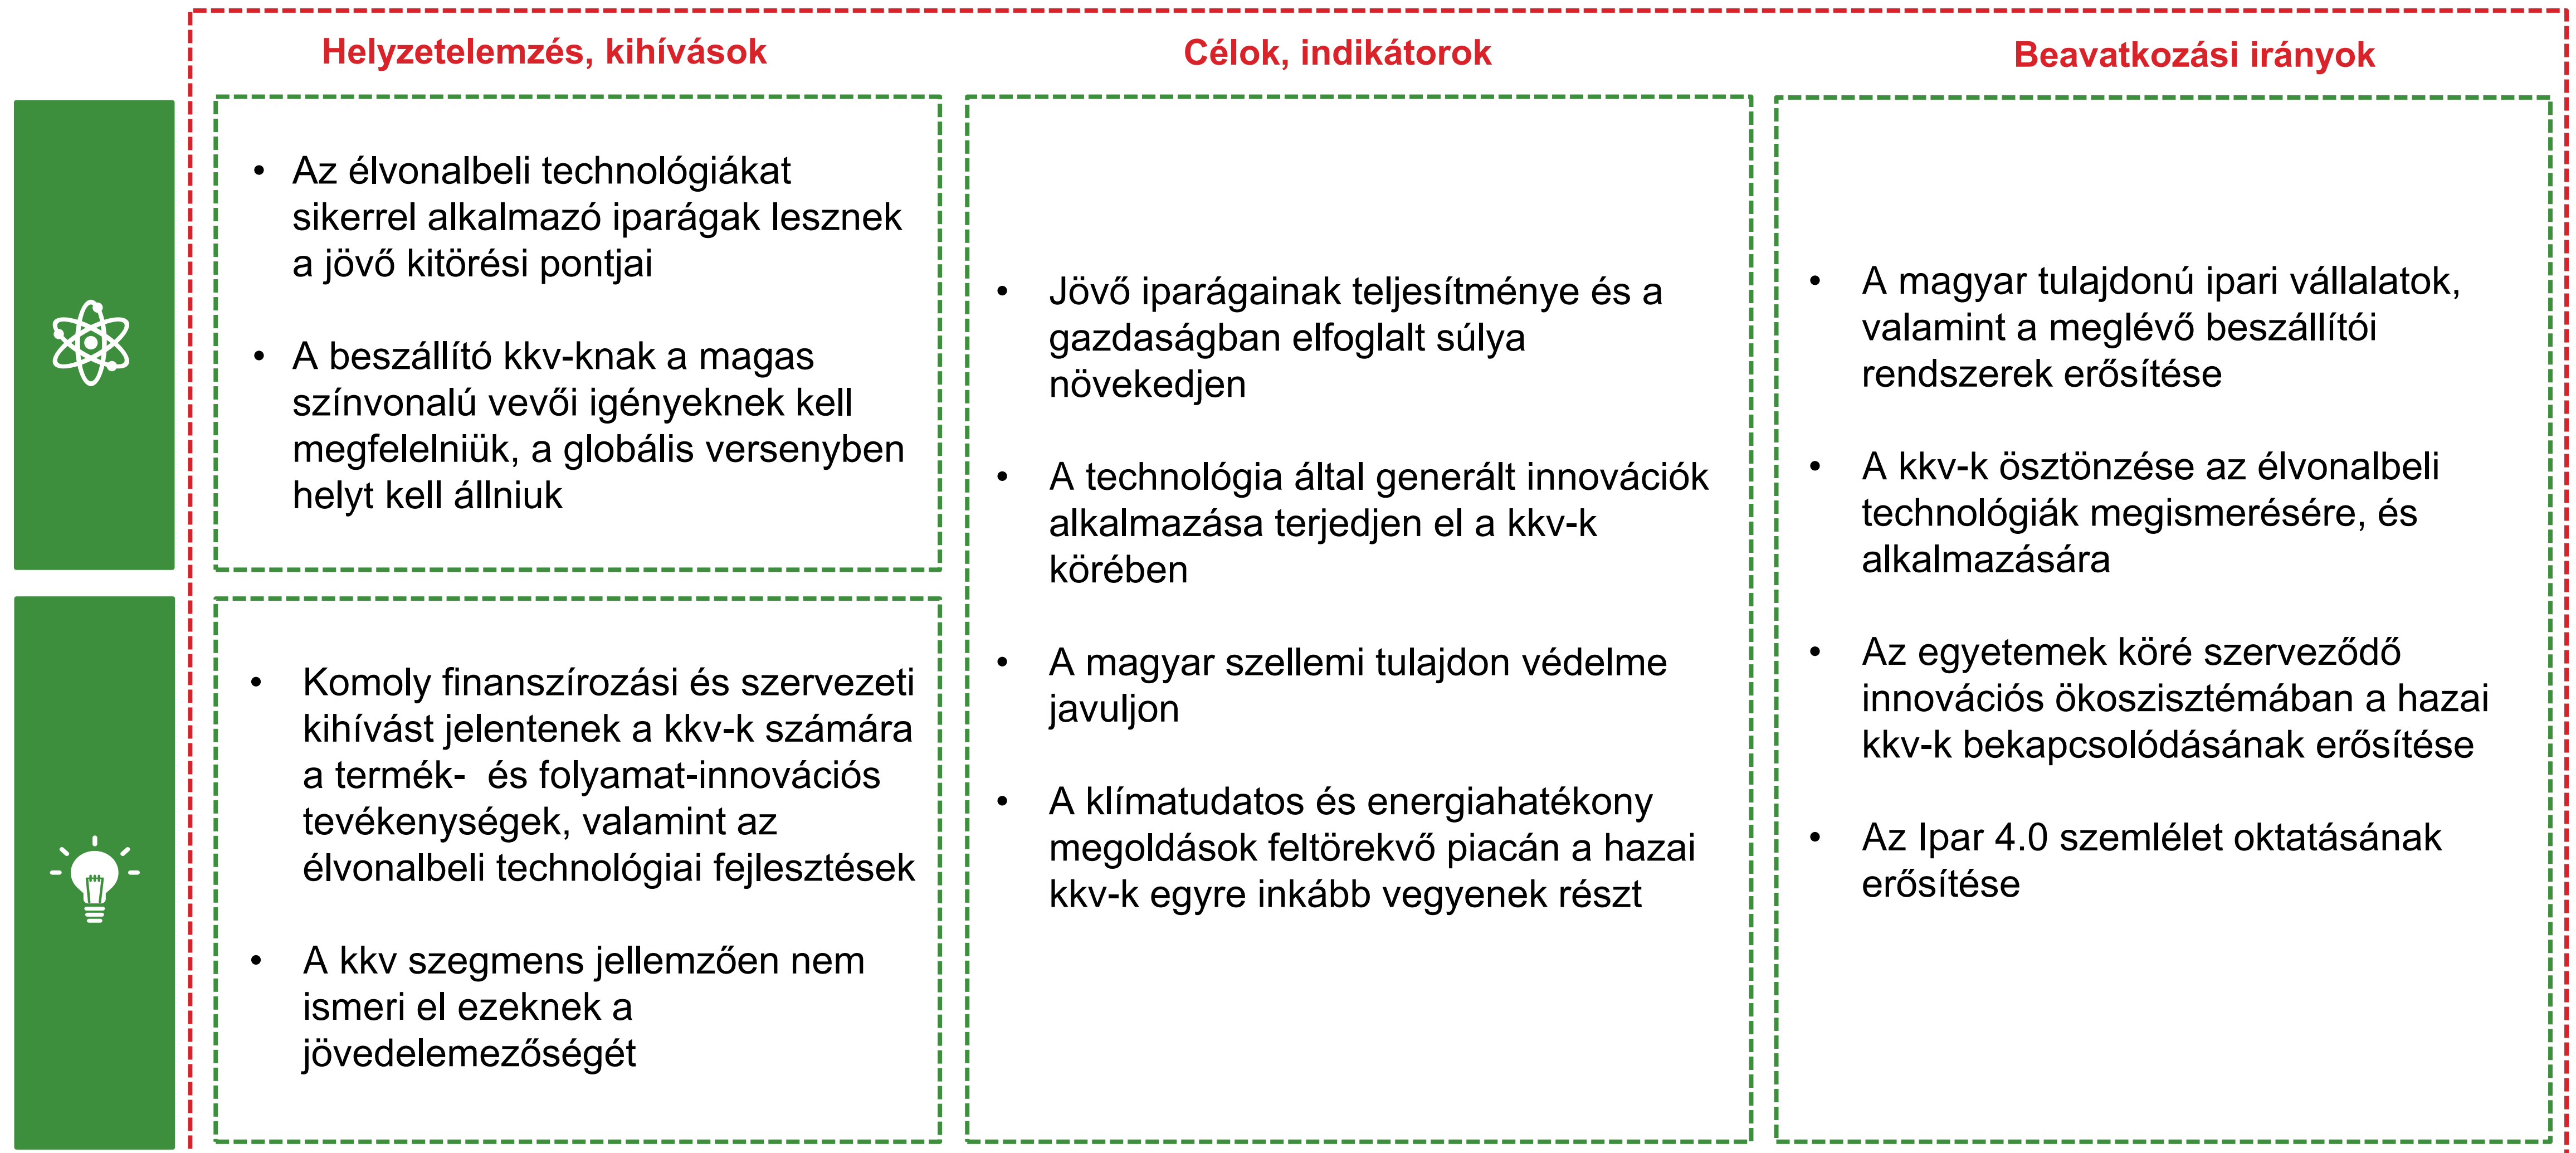 Helyzetelemzés, kihívások
• Az élvonalbeli technológiákat
sikerrel alkalmazó iparágak lesznek
a jövő kitörési pontjai
• A beszállító kkv-knak a magas
színvonalú vevői igényeknek kell
megfelelniük, a globális versenyben
helyt kell állniuk
• Komoly finanszírozási és szervezeti
kihívást jelentenek a kkv-k számára
a termék- és folyamat-innovációs
tevékenységek, valamint az
élvonalbeli technológiai fejlesztések
• A kkv szegmens jellemzően nem
ismeri el ezeknek a
jövedelemezőségét
Célok, indikátorok
• Jövő iparágainak teljesítménye és a
gazdaságban elfoglalt súlya
növekedjen
• A technológia által generált innovációk
alkalmazása terjedjen el a kkv-k
körében
• A magyar szellemi tulajdon védelme
javuljon
• A klímatudatos és energiahatékony
megoldások feltörekvő piacán a hazai
kkv-k egyre inkább vegyenek részt
Beavatkozási irányok
• A magyar tulajdonú ipari vállalatok,
valamint a meglévő beszállítói
rendszerek erősítése
• A kkv-k ösztönzése az élvonalbeli
technológiák megismerésére, és
alkalmazására
• Az egyetemek köré szerveződő
innovációs ökoszisztémában a hazai
kkv-k bekapcsolódásának erősítése
• Az Ipar 4.0 szemlélet oktatásának
erősítése